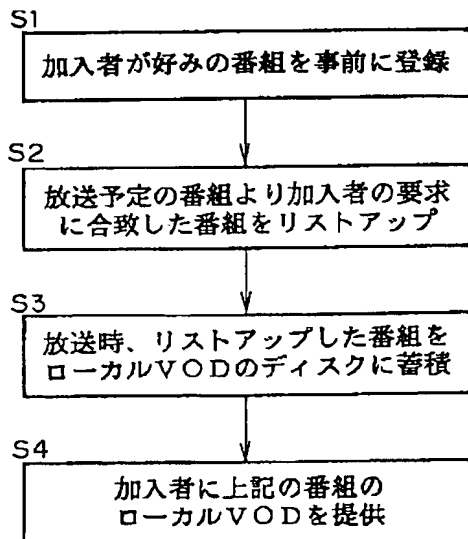 S1
加入者が好みの番組を事前に登録
S2
放送予定の番組より加入者の要求
に合致した番組をリストアップ
S3
放送時、リストアップした番組を
ローカルVODのディスクに蓄積
S4
加入者に上記の番組の
ローカルVODを提供